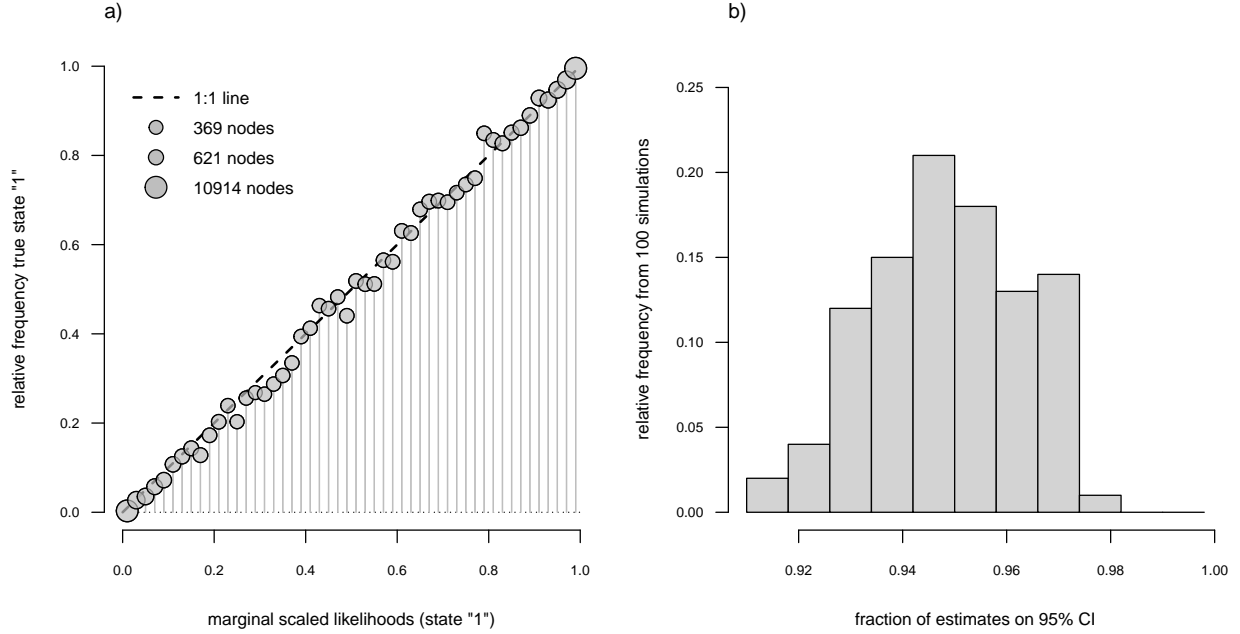 a)
relative frequency true state "1"
1.0
0.8
0.6
0.4
0.2
0.0
1:1 line
369 nodes
621 nodes
10914 nodes
0.0 0.2 0.4 0.6 0.8 1.0
marginal scaled likelihoods (state "1")
b)
relative frequency from 100 simulations
0.25
0.20
0.15
0.10
0.05
0.00
0.92 0.94 0.96 0.98 1.00
fraction of estimates on 95% CI